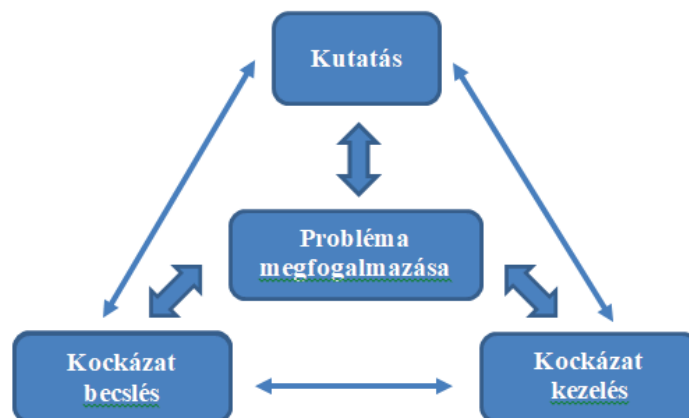 Kutatás
Probléma
megfogalmazása
Kockázat
becslés
Kockázat
kezelés